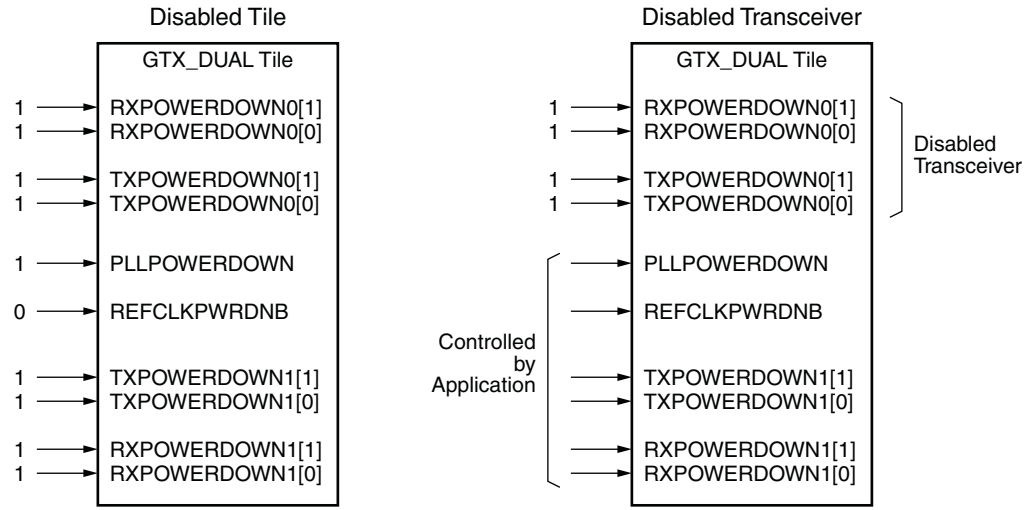 Disabled Tile
GTX_DUAL Tile
1 RXPOWERDOWN0[1]
1 RXPOWERDOWN0[0]
1 TXPOWERDOWN0[1]
1 TXPOWERDOWN0[0]
1 PLLPOWERDOWN
0 REFCLKPWRDNB
1 TXPOWERDOWN1[1]
1 TXPOWERDOWN1[0]
1 RXPOWERDOWN1[1]
1 RXPOWERDOWN1[0]
Disabled Transceiver
GTX_DUAL Tile
1 RXPOWERDOWN0[1]
1 RXPOWERDOWN0[0]
1 TXPOWERDOWN0[1]
1 TXPOWERDOWN0[0]
Disabled
Transceiver
PLLPOWERDOWN
REFCLKPWRDNB
TXPOWERDOWN1[1]
TXPOWERDOWN1[0]
RXPOWERDOWN1[1]
RXPOWERDOWN1[0]
Controlled
by
Application